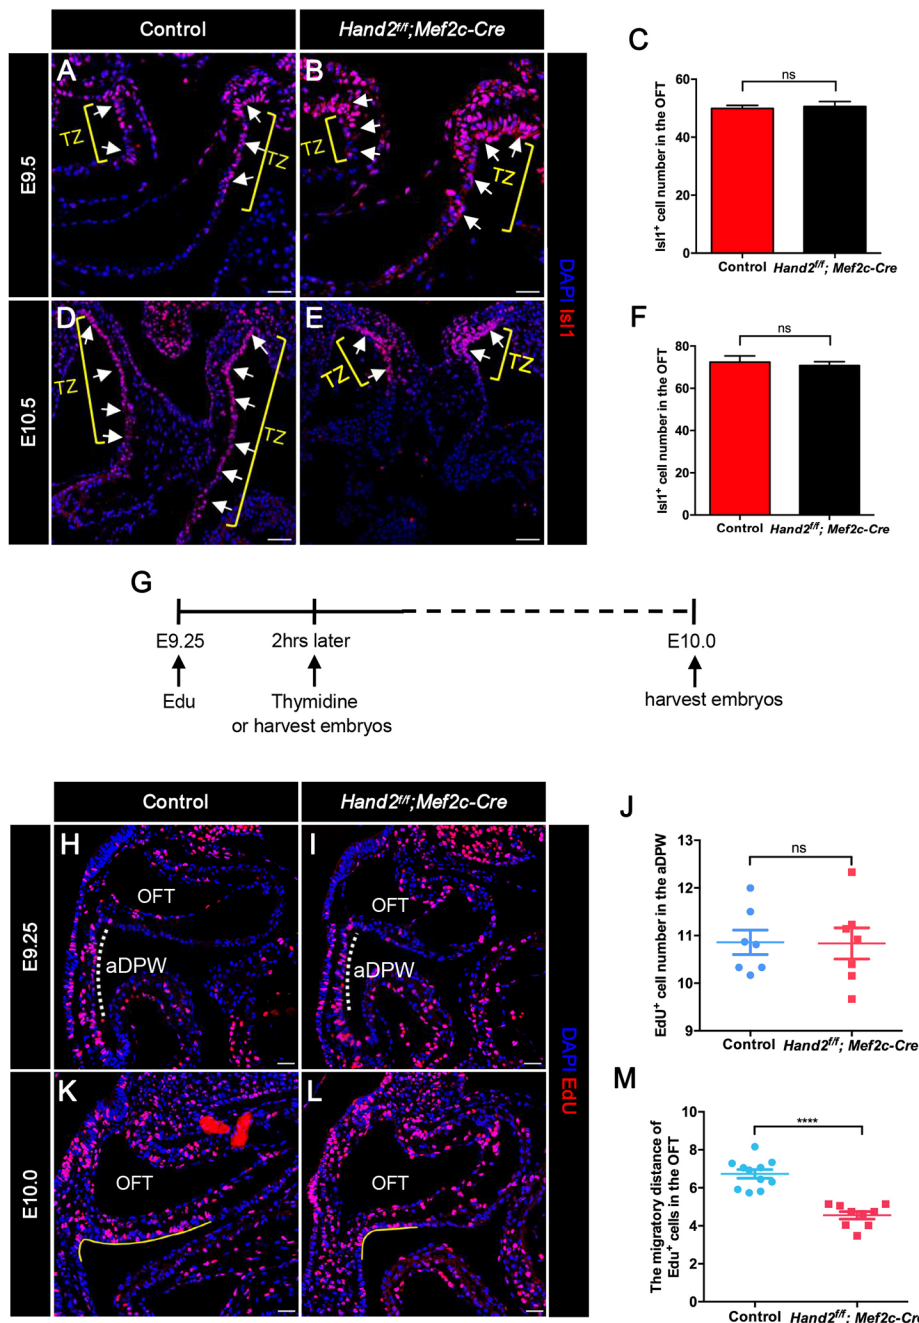 Control
Hand2f/f;Mef2c-Cre
E9.5
A
TZ
TZ
B
TZ
TZ
E10.5
D
TZ
TZ
E
TZ
TZ
DAPI Isl1
C
Isl1+ cell number in the OFT
60
40
20
0
ns
Control
Hand2f/f; Mef2c-Cre
F
Isl1+ cell number in the OFT
80
60
40
20
0
ns
Control
Hand2f/f; Mef2c-Cre
G
E9.25
2hrs later
E10.0
Edu
Thymidine
or harvest embryos
harvest embryos
Control
Hand2f/f;Mef2c-Cre
E9.25
H
OFT
aDPW
I
OFT
aDPW
E10.0
K
OFT
L
OFT
DAPI EdU
J
EdU+ cell number in the aDPW
13
12
11
10
9
ns
Control
Hand2f/f; Mef2c-Cre
M
The migratory distance of
Edu+ cells in the OFT
10
8
6
4
2
0
****
Control
Hand2f/f; Mef2c-Cre